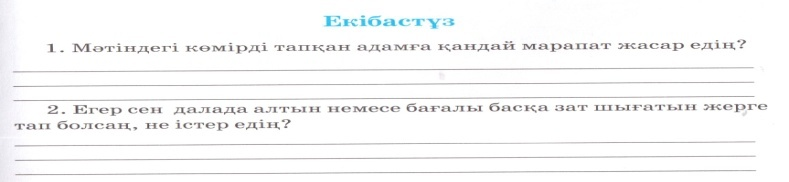 Екібастұз
1. Мәтіндегі көмірді тапқан адамға қандай марапат жасар едің?
2. Егер сен далада алтын немесе бағалы басқа зат шығатын жерге
тап болсаң, не істер едің?